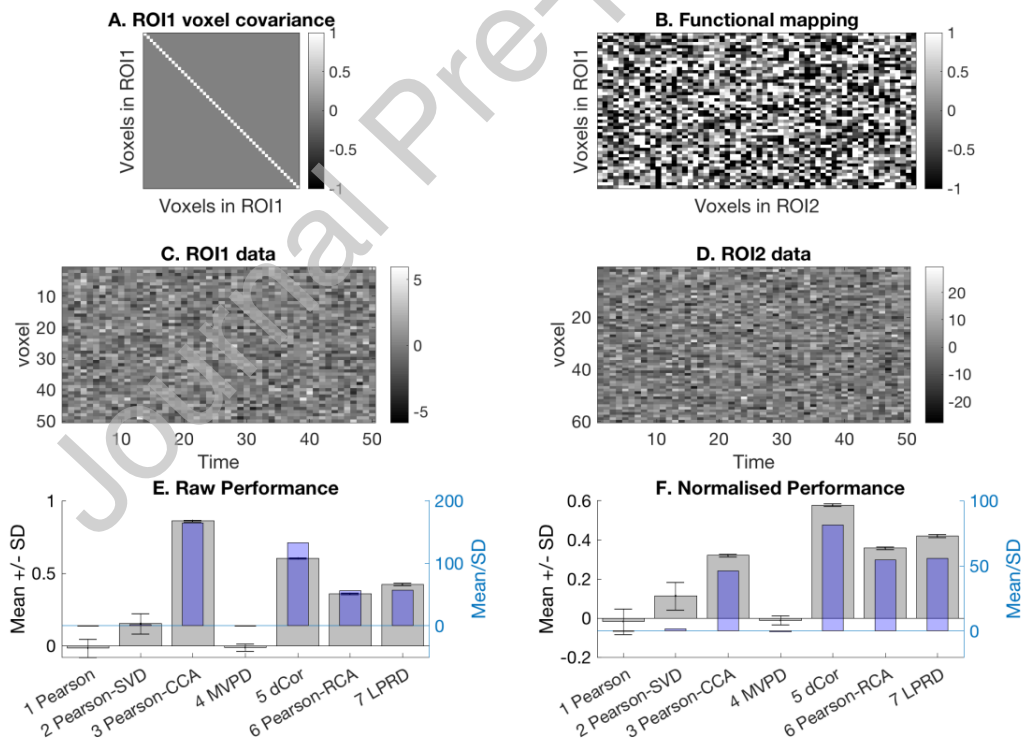 A. ROI1 voxel covariance
Voxels in ROI1
1
0.5
0
-0.5
-1
Voxels in ROI1
B. Functional mapping
Voxels in ROI1
1
0.5
0
-0.5
-1
Voxels in ROI2
C. ROI1 data
voxel
10
20
30
40
50
10 20 30 40 50
Time
5
0
-5
D. ROI2 data
voxel
20
40
60
10 20 30 40 50
Time
20
10
0
-10
-20
E. Raw Performance
Mean +/- SD
1
0.5
0
200
100
0
Mean/SD
1 Pearson
2 Pearson-SVD
3 Pearson-CCA
4 MVPD
5 dCor
6 Pearson-RCA
7 LPRD
F. Normalised Performance
Mean +/- SD
0.6
0.4
0.2
0
-0.2
100
50
0
Mean/SD
1 Pearson
2 Pearson-SVD
3 Pearson-CCA
4 MVPD
5 dCor
6 Pearson-RCA
7 LPRD
Journal Pre-